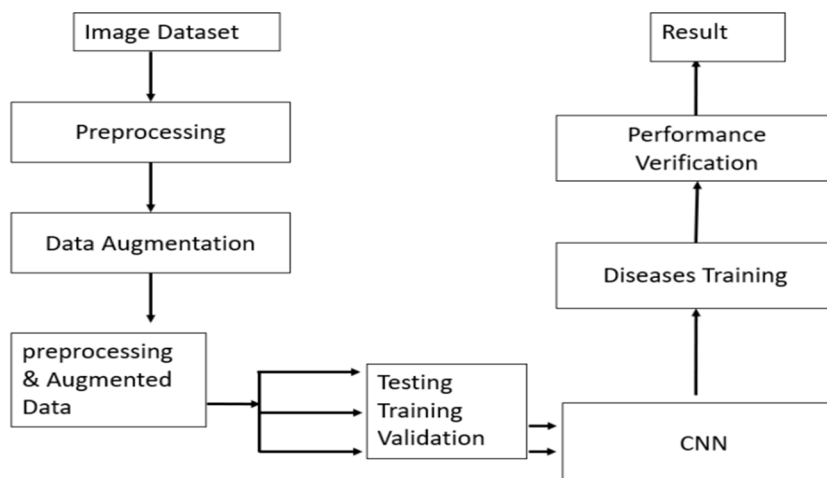 Image Dataset
Preprocessing
Data Augmentation
preprocessing
& Augmented
Data
Testing
Training
Validation
CNN
Diseases Training
Performance
Verification
Result